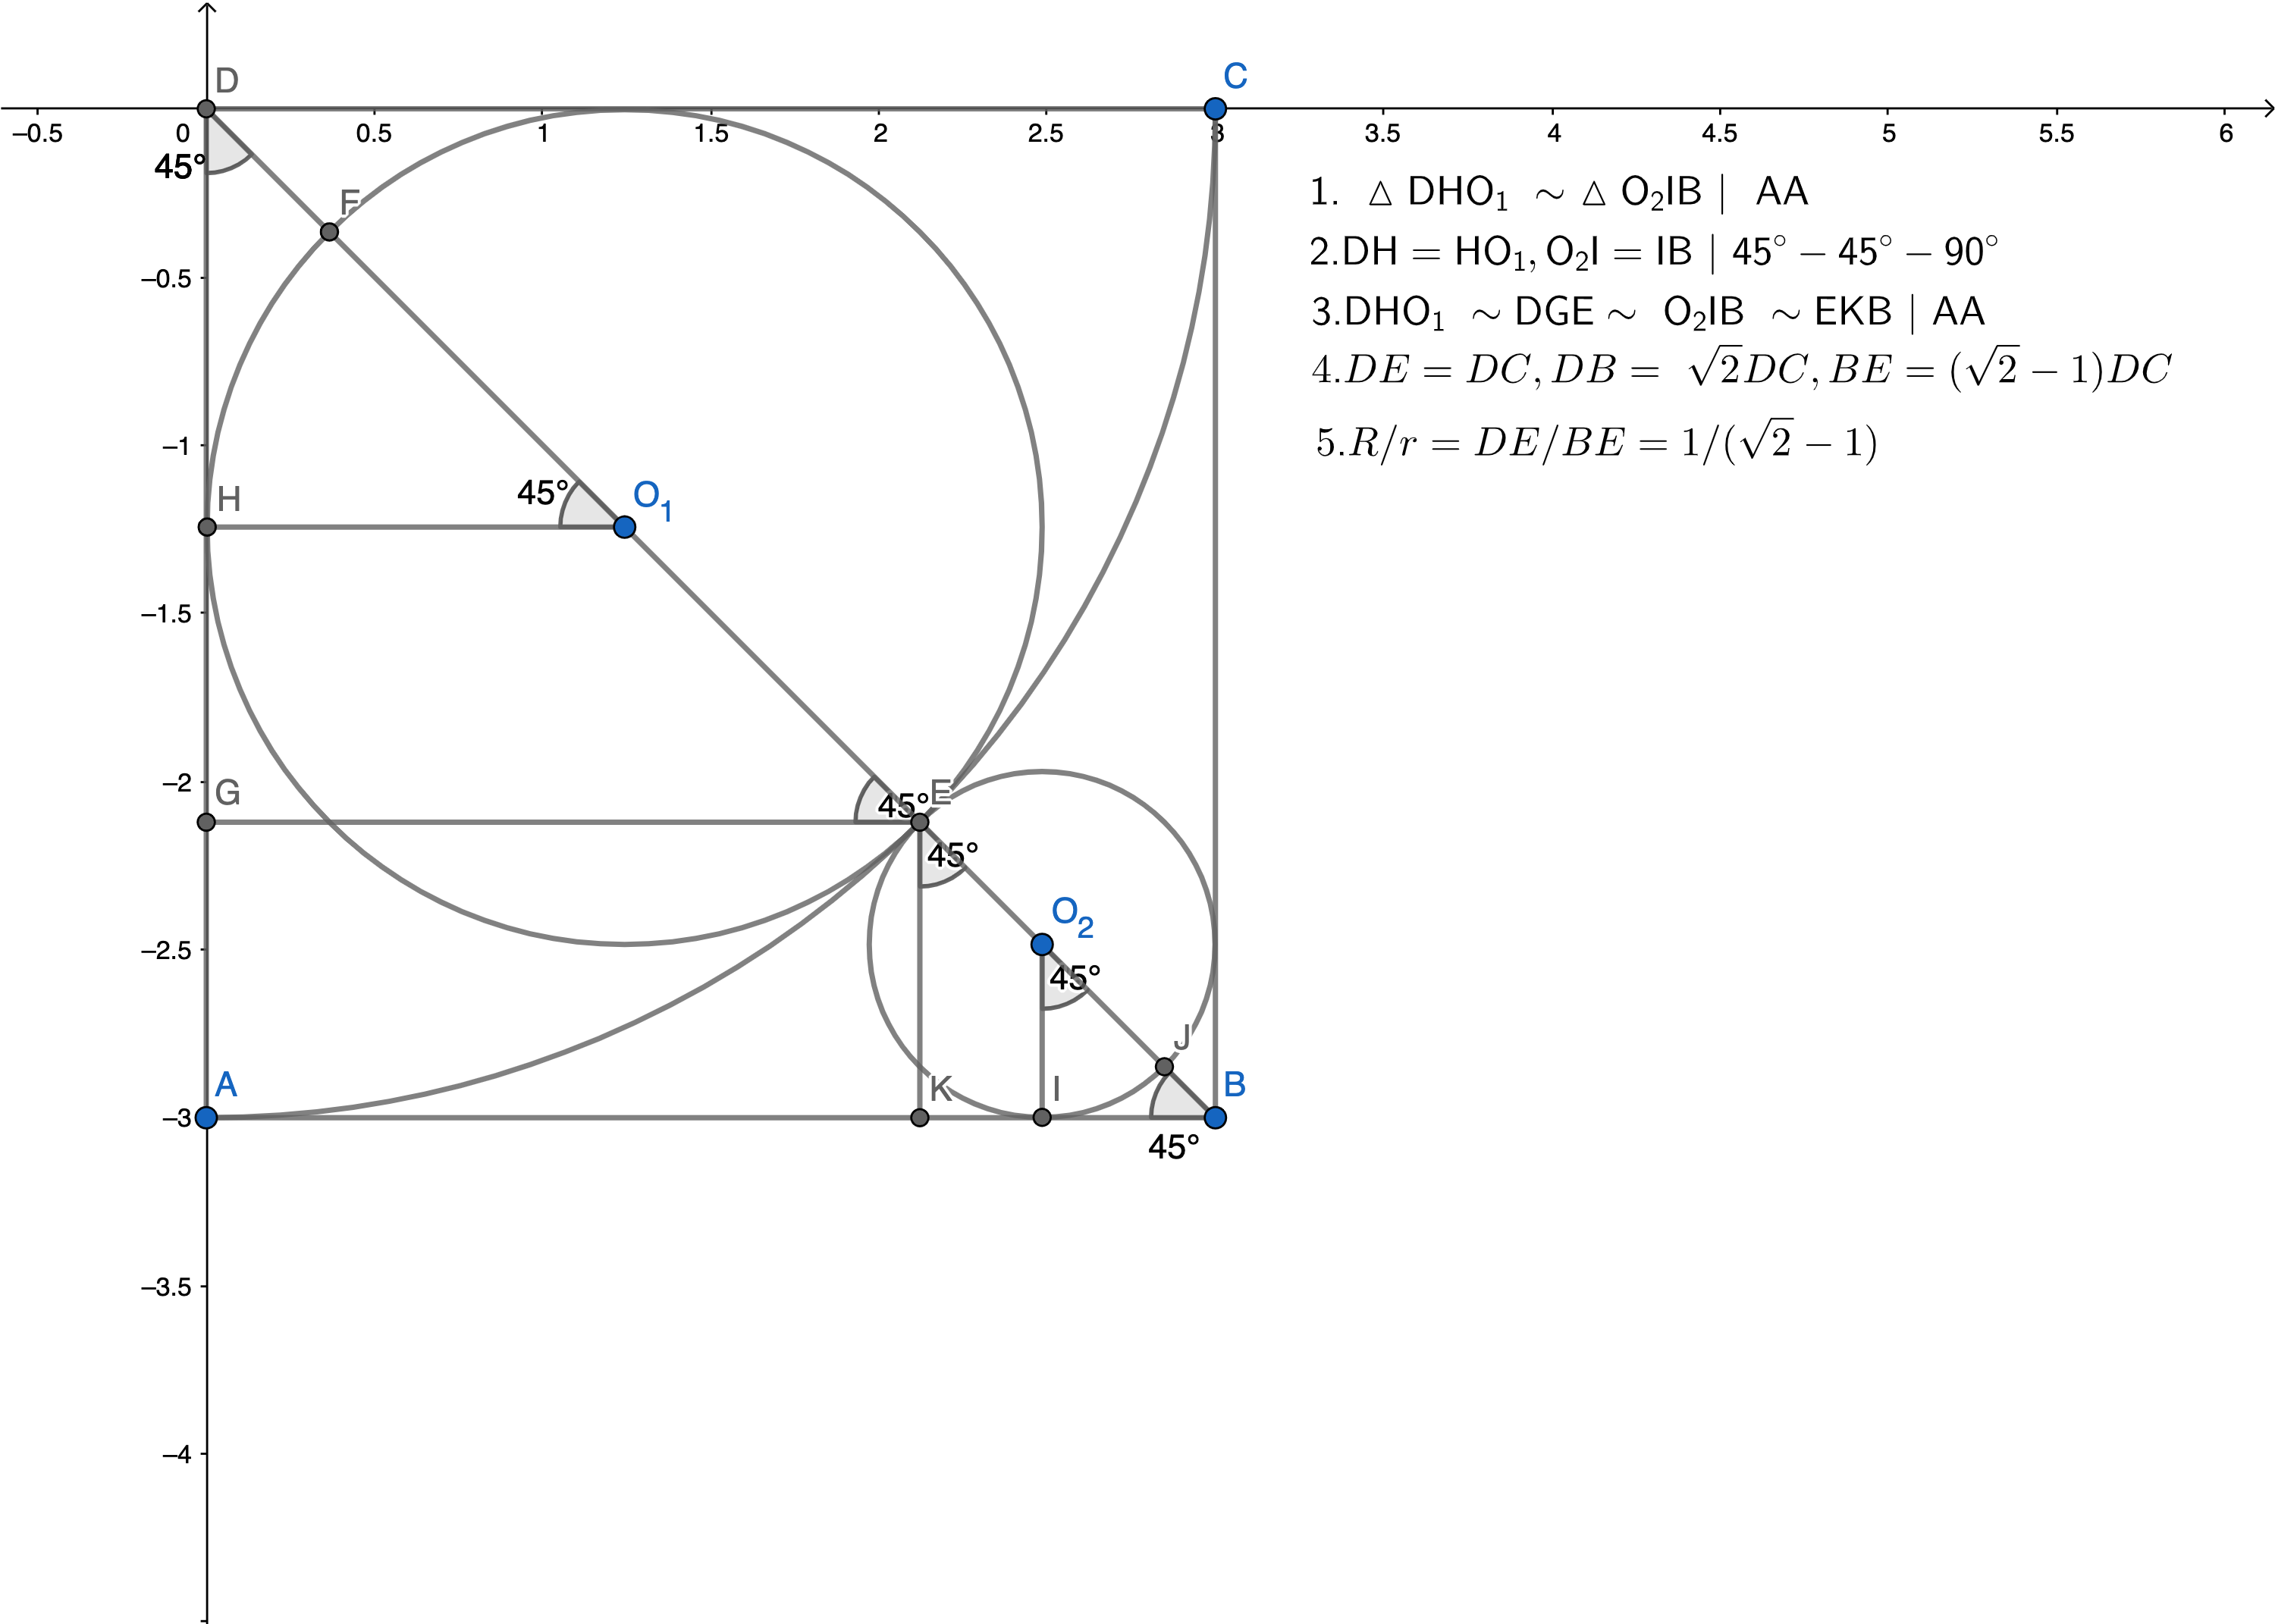 D
C
−0.5
0
0.5
1
1.5
2
2.5
3
3.5
4
4.5
5
5.5
6
45°
F
1. △ DHO₁ ∼ △ O₂IB | AA
2.DH = HO₁, O₂I = IB | 45° − 45° − 90°
−0.5
3.DHO₁ ∼ DGE ∼ O₂IB ∼ EKB | AA
4.DE = DC, DB = √2DC, BE = (√2 − 1)DC
−1
5.R/r = DE/BE = 1/(√2 − 1)
H
45°
O₁
−1.5
−2
G
45°
E
45°
O₂
−2.5
45°
J
A
K
I
B
−3
45°
−3.5
−4